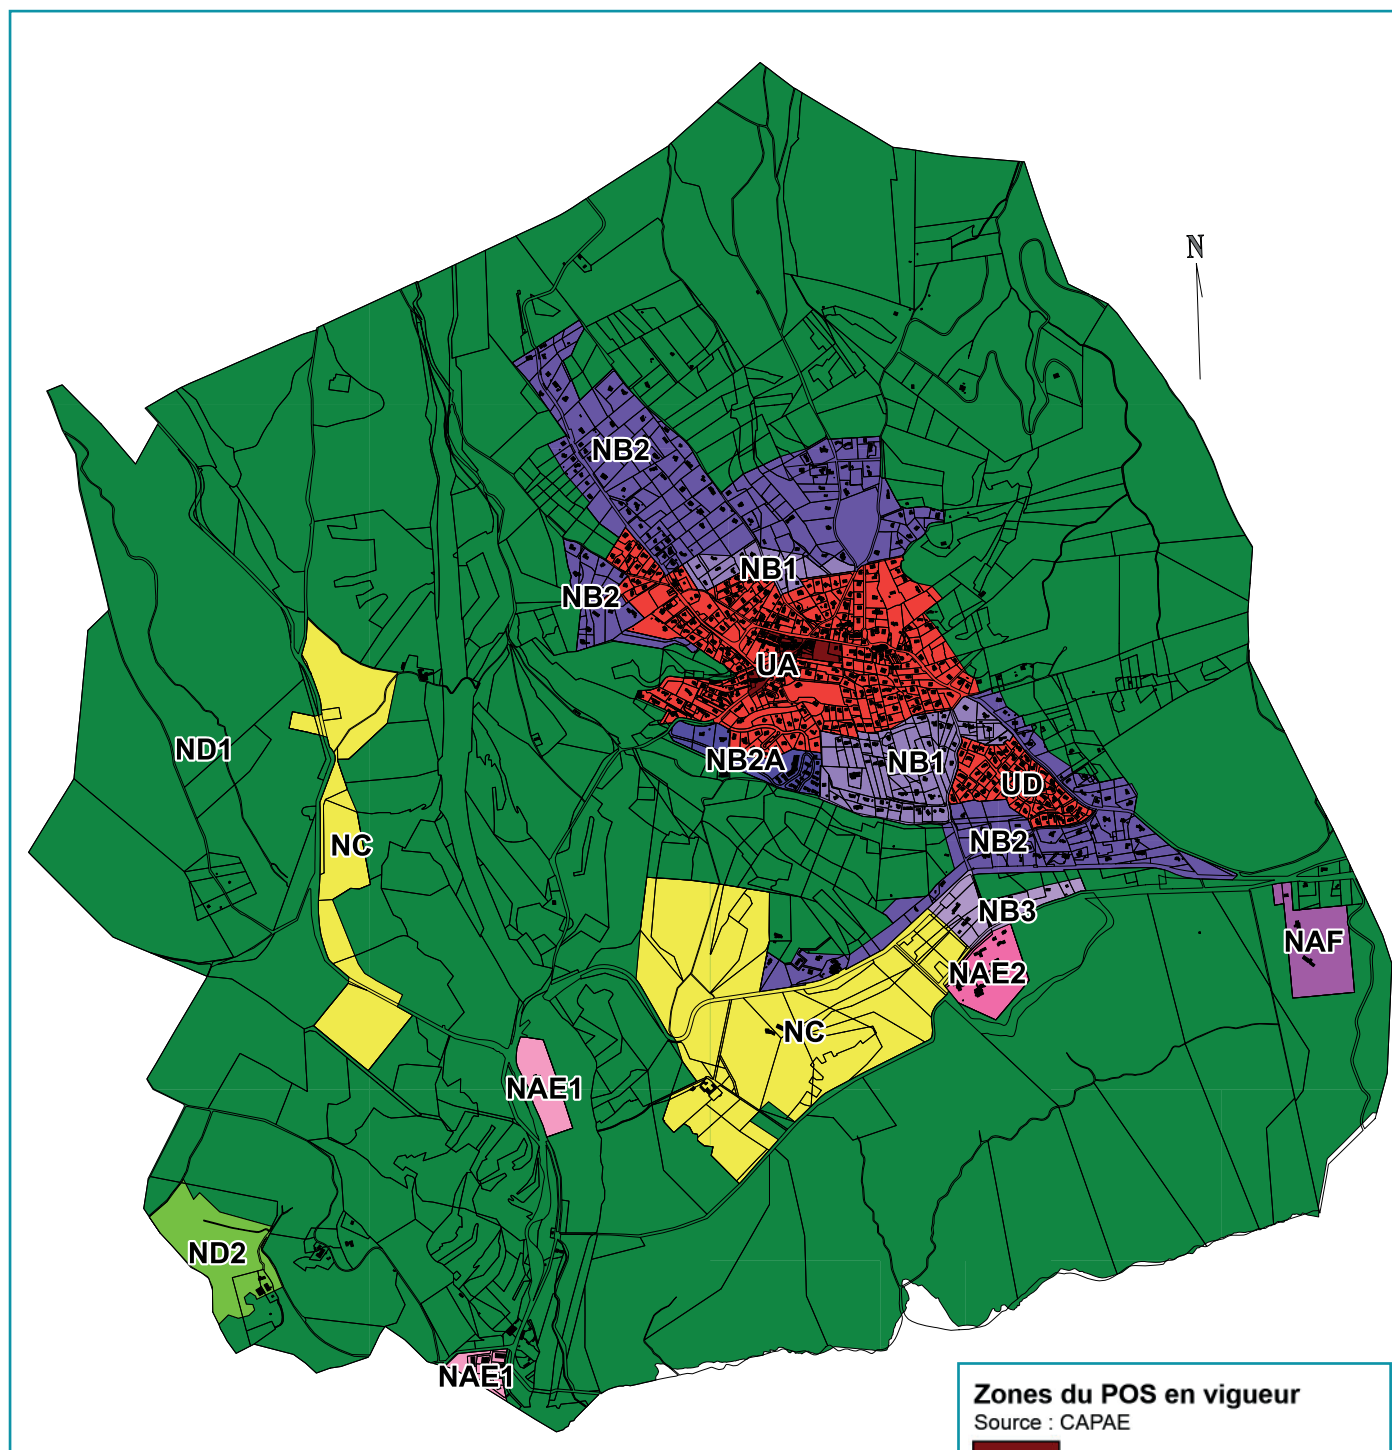 N
NB2
NB1
NB2
UA
ND1
NB2A
NB1
UD
NC
NB2
NB3
NAF
NAE2
NC
NAE1
ND2
NAE1
Zones du POS en vigueur
Source : CAPAE